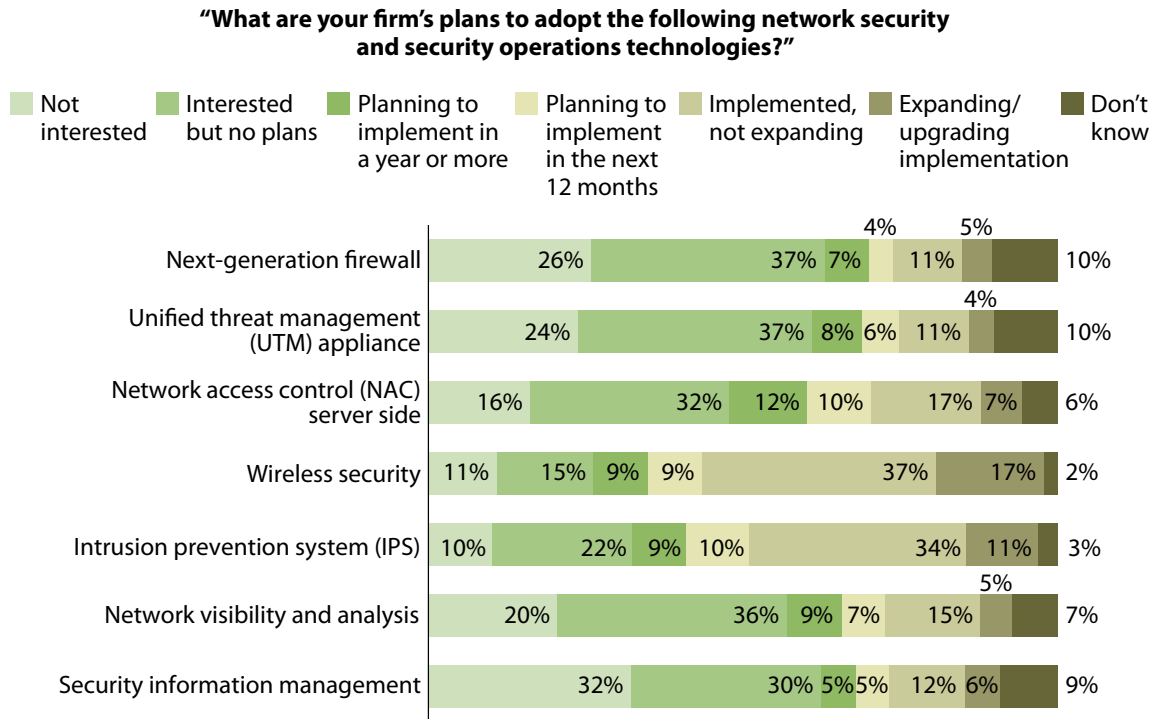 “What are your firm’s plans to adopt the following network security
and security operations technologies?”
Not
interested
Interested
but no plans
Planning to
implement in
a year or more
Planning to
implement
in the next
12 months
Implemented,
not expanding
Expanding/
upgrading
implementation
Don’t
know
4% 5%
Next-generation firewall 26% 37% 7% 11% 10%
4%
Unified threat management
(UTM) appliance 24% 37% 8% 6% 11% 10%
Network access control (NAC)
server side 16% 32% 12% 10% 17% 7% 6%
Wireless security 11% 15% 9% 9% 37% 17% 2%
Intrusion prevention system (IPS) 10% 22% 9% 10% 34% 11% 3%
5%
Network visibility and analysis 20% 36% 9% 7% 15% 7%
Security information management 32% 30% 5% 5% 12% 6% 9%